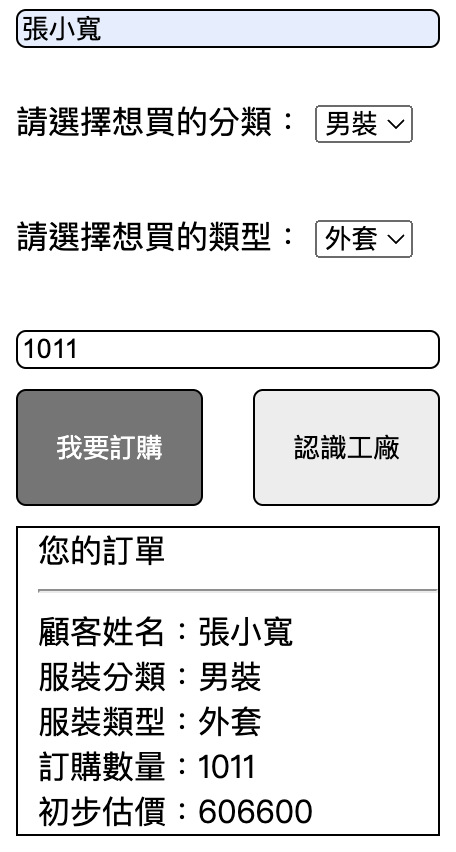 張小寬
請選擇想買的分類： 男裝
請選擇想買的類型： 外套
1011
我要訂購 認識工廠
您的訂單
顧客姓名：張小寬
服裝分類：男裝
服裝類型：外套
訂購數量：1011
初步估價：606600